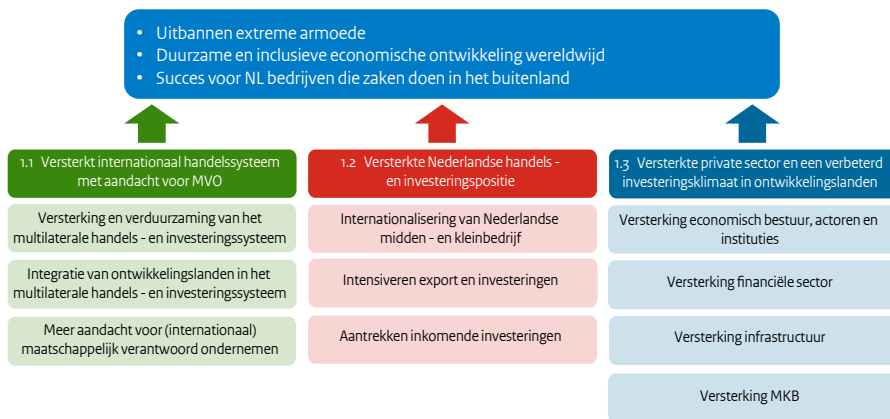 • Uitbannen extreme armoede
• Duurzame en inclusieve economische ontwikkeling wereldwijd
• Succes voor NL bedrijven die zaken doen in het buitenland
1.1 Versterkt internationaal handelssysteem
met aandacht voor MVO
Versterking en verduurzaming van het
multilaterale handels - en investeringssysteem
Integratie van ontwikkelingslanden in het
multilaterale handels - en investeringssysteem
Meer aandacht voor (internationaal)
maatschappelijk verantwoord ondernemen
1.2 Versterkte Nederlandse handels -
en investeringspositie
Internationalisering van Nederlandse
midden - en kleinbedrijf
Intensiveren export en investeringen
Aantrekken inkomende investeringen
1.3 Versterkte private sector en een verbeterd
investeringsklimaat in ontwikkelingslanden
Versterking economisch bestuur, actoren en
instituties
Versterking financiële sector
Versterking infrastructuur
Versterking MKB